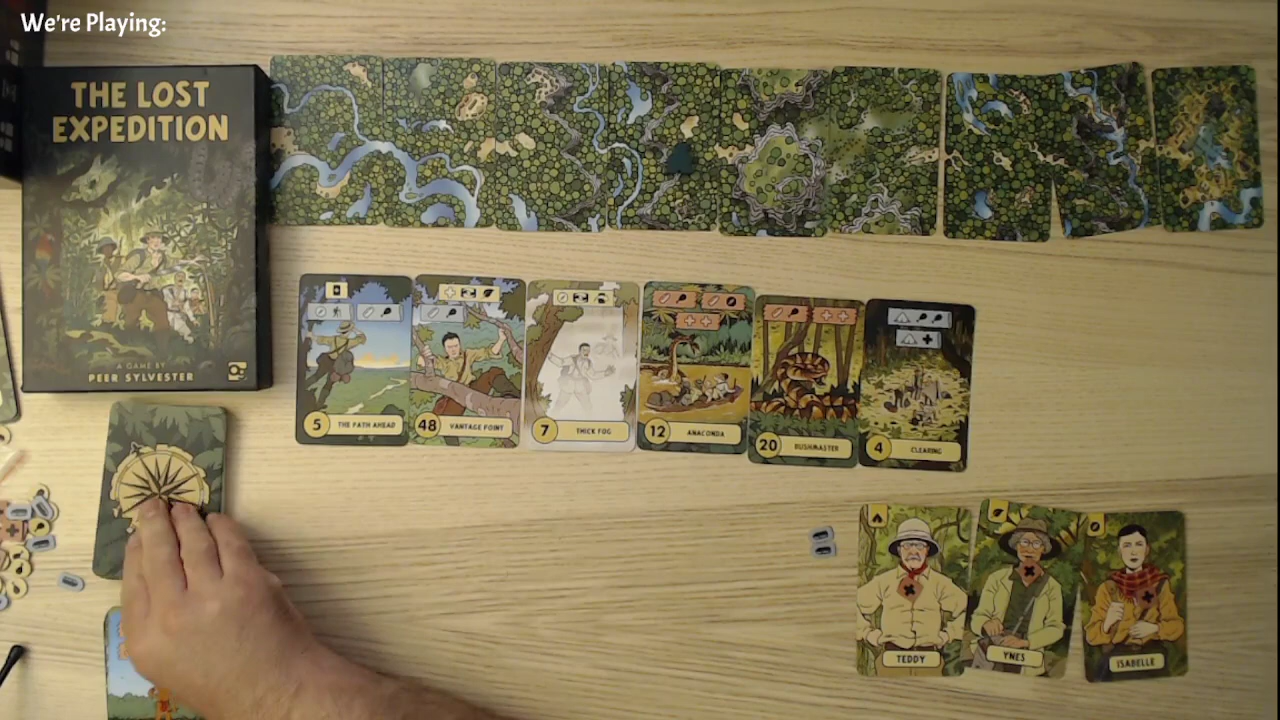 We're Playing:
THE LOST
EXPEDITION
A GAME BY
PEER SYLVESTER
5 THE PATH AHEAD
48 VANTAGE POINT
7 THICK FOG
12 ANACONDA
20 BUSHMASTER
4 CLEARING
TEDDY
YNES
ISABELLE